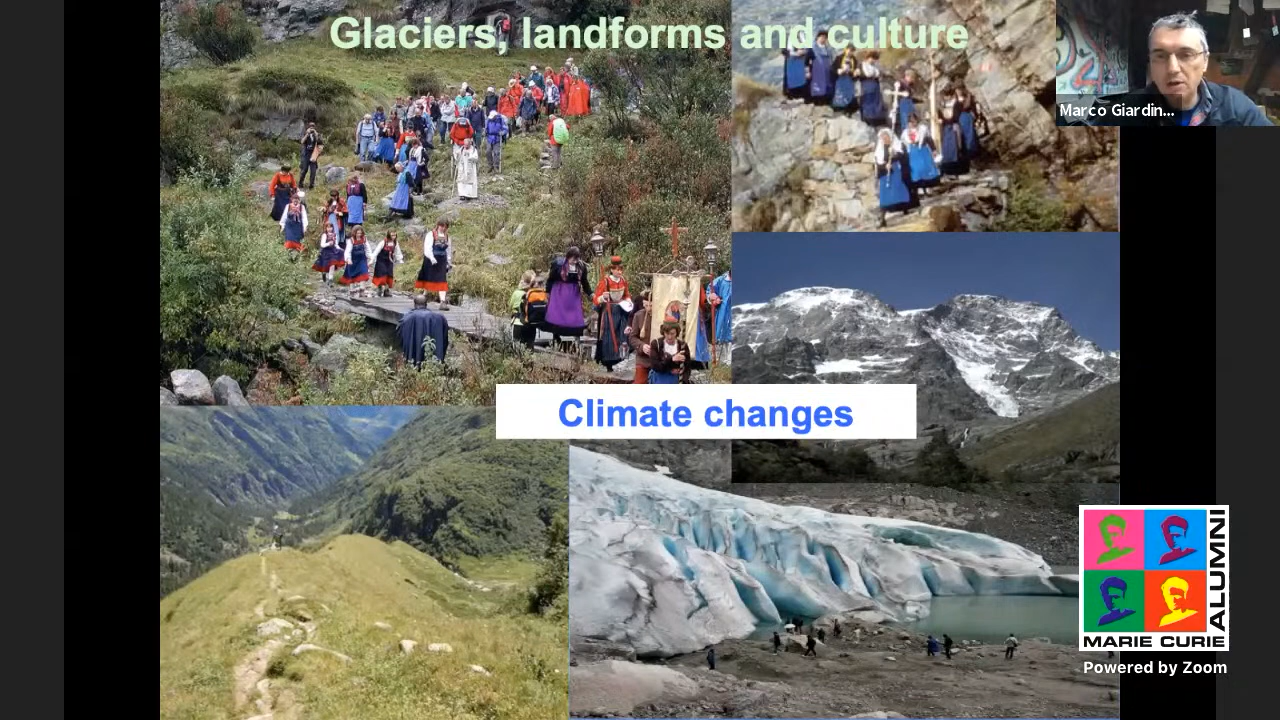 Glaciers, landforms and culture
Marco Giardin...
Climate changes
MARIE CURIE
ALUMNI
Powered by Zoom